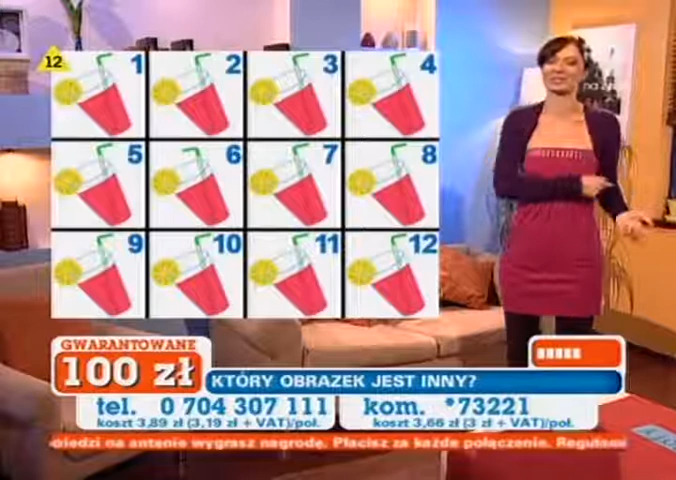 12
1 2 3 4
5 6 7 8
9 10 11 12
GWARANTOWANE
100 zł
KTÓRY OBRAZEK JEST INNY?
tel. 0 704 307 111 kom. *73221
koszt 3,89 zł (3,19 zł + VAT)/poł. koszt 3,66 zł (3 zł + VAT)/poł.
na antenie wygrasz nagrodę. Płacisz za każde połączenie.